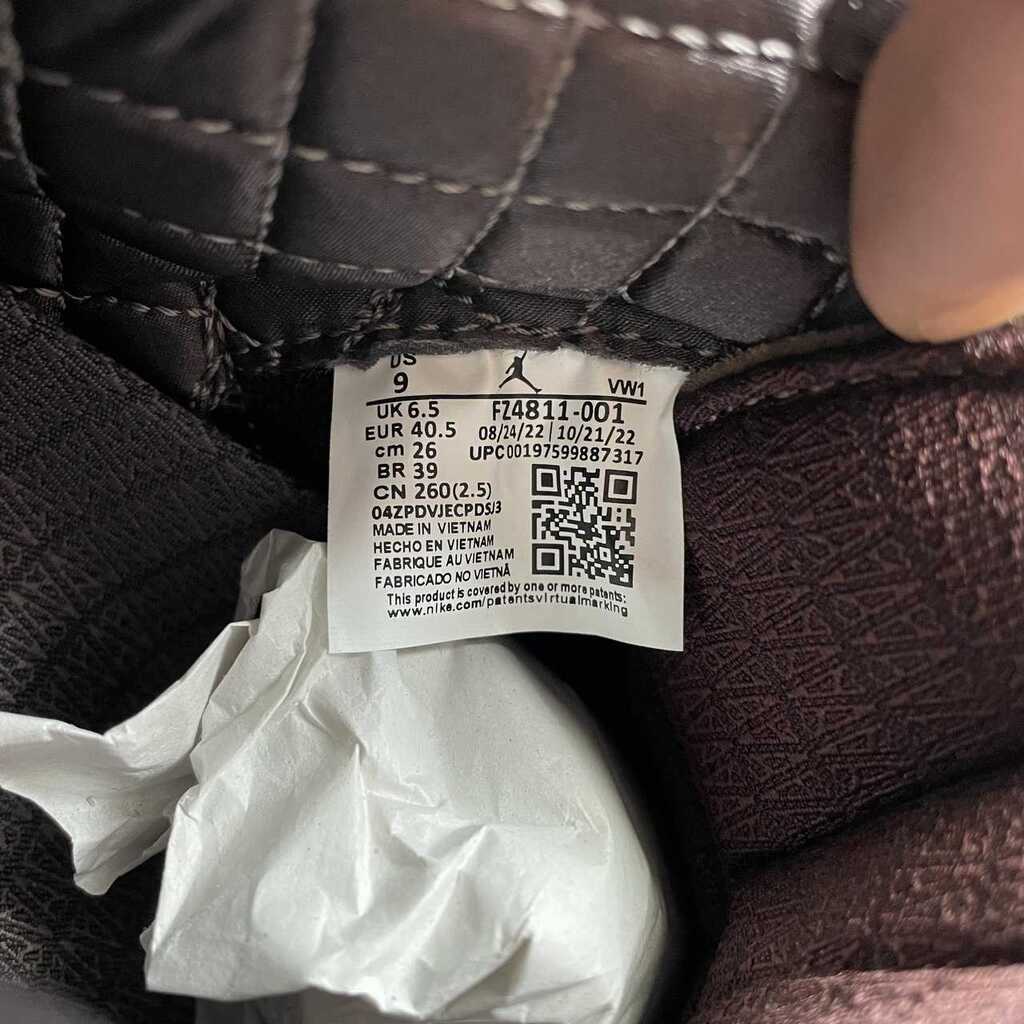 US
9
VW1
UK 6.5
FZ4811-001
EUR 40.5
08/24/22 | 10/21/22
cm 26
UPC00197599887317
BR 39
CN 260(2.5)
04ZPDVJECPDSJ3
MADE IN VIETNAM
HECHO EN VIETNAM
FABRIQUE AU VIETNAM
FABRICADO NO VIETNÃ
This product is covered by one or more patents:
www.nike.com/patentsvirtualmarking